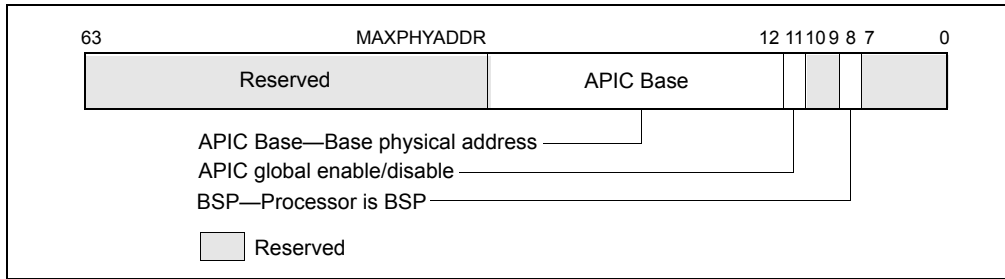 63 MAXPHYADDR 12 11 10 9 8 7 0
Reserved APIC Base
APIC Base—Base physical address
APIC global enable/disable
BSP—Processor is BSP
Reserved